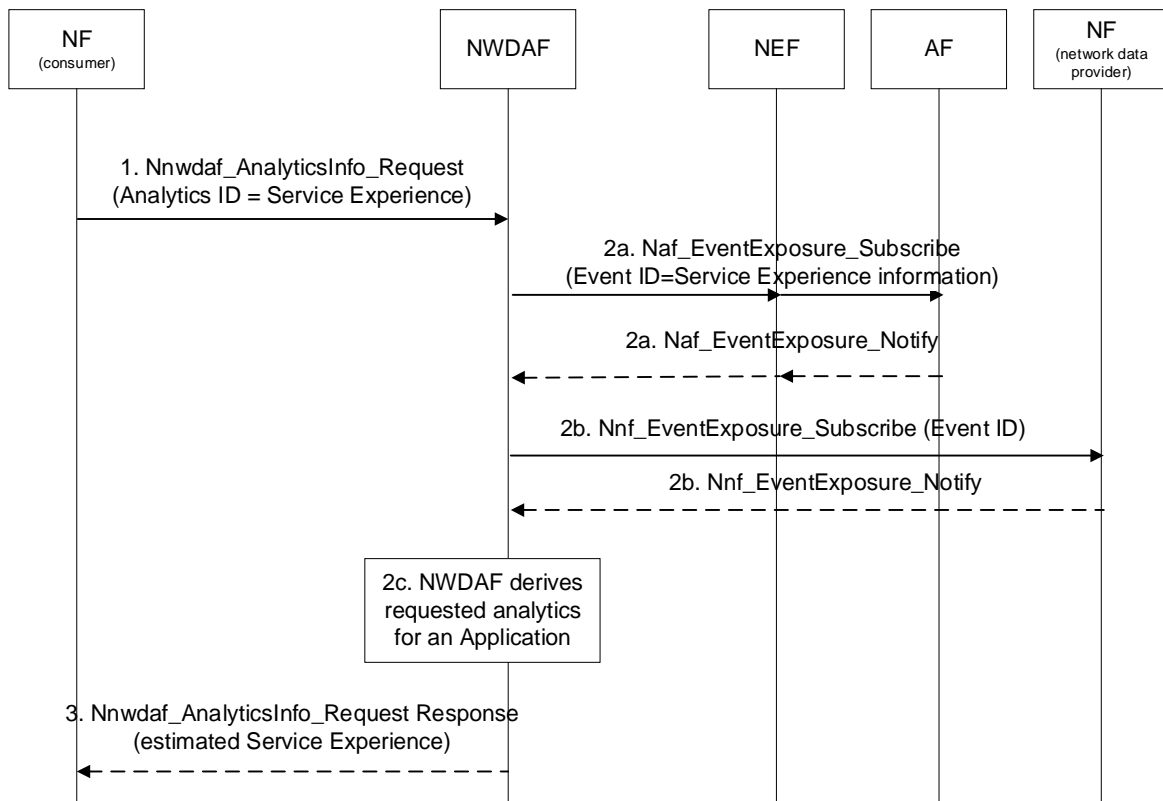 NF
(consumer)
NWDAF
NEF
AF
NF
(network data
provider)
1. Nnwdaf_AnalyticsInfo_Request
(Analytics ID = Service Experience)
2a. Naf_EventExposure_Subscribe
(Event ID=Service Experience information)
2a. Naf_EventExposure_Notify
2b. Nnf_EventExposure_Subscribe (Event ID)
2b. Nnf_EventExposure_Notify
2c. NWDAF derives
requested analytics
for an Application
3. Nnwdaf_AnalyticsInfo_Request Response
(estimated Service Experience)